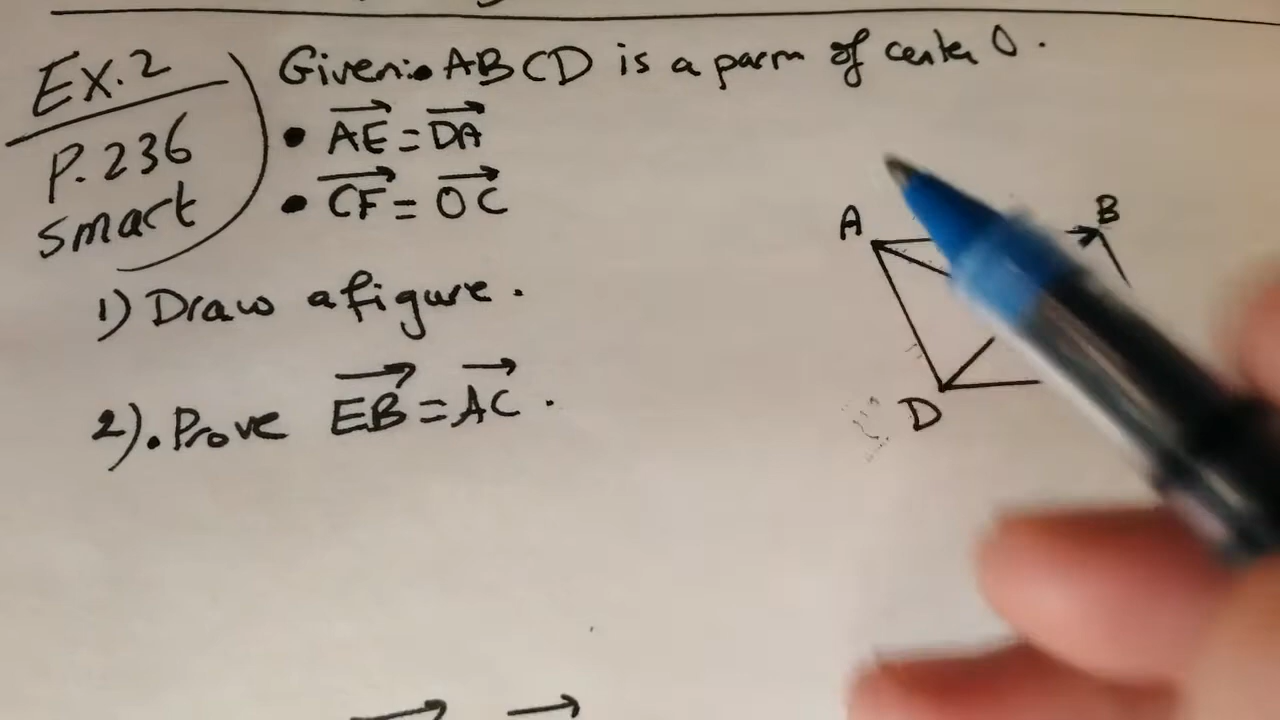 Ex.2
P.236
Smart
Given: • ABCD is a parm of center O.
• AE = DA
• CF = OC
1) Draw a figure.
2). Prove EB = AC.
A
B
D